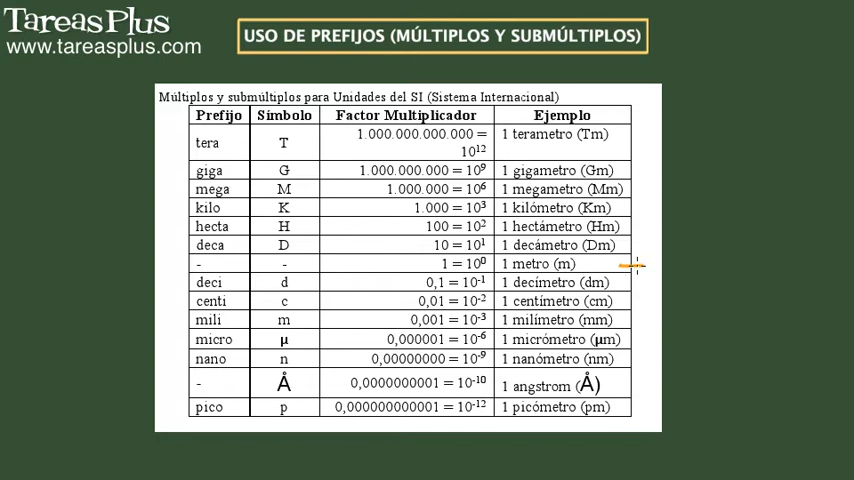 TareasPlus
www.tareasplus.com
USO DE PREFIJOS (MÚLTIPLOS Y SUBMÚLTIPLOS)
Múltiplos y submúltiplos para Unidades del SI (Sistema Internacional)
Prefijo Símbolo Factor Multiplicador Ejemplo
tera T 1.000.000.000.000 = 10¹² 1 terametro (Tm)
giga G 1.000.000.000 = 10⁹ 1 gigametro (Gm)
mega M 1.000.000 = 10⁶ 1 megametro (Mm)
kilo K 1.000 = 10³ 1 kilómetro (Km)
hecta H 100 = 10² 1 hectámetro (Hm)
deca D 10 = 10¹ 1 decámetro (Dm)
- - 1 = 10⁰ 1 metro (m)
deci d 0,1 = 10⁻¹ 1 decímetro (dm)
centi c 0,01 = 10⁻² 1 centímetro (cm)
mili m 0,001 = 10⁻³ 1 milímetro (mm)
micro µ 0,000001 = 10⁻⁶ 1 micrómetro (µm)
nano n 0,00000000 = 10⁻⁹ 1 nanómetro (nm)
- Å 0,0000000001 = 10⁻¹⁰ 1 angstrom (Å)
pico p 0,000000000001 = 10⁻¹² 1 picómetro (pm)